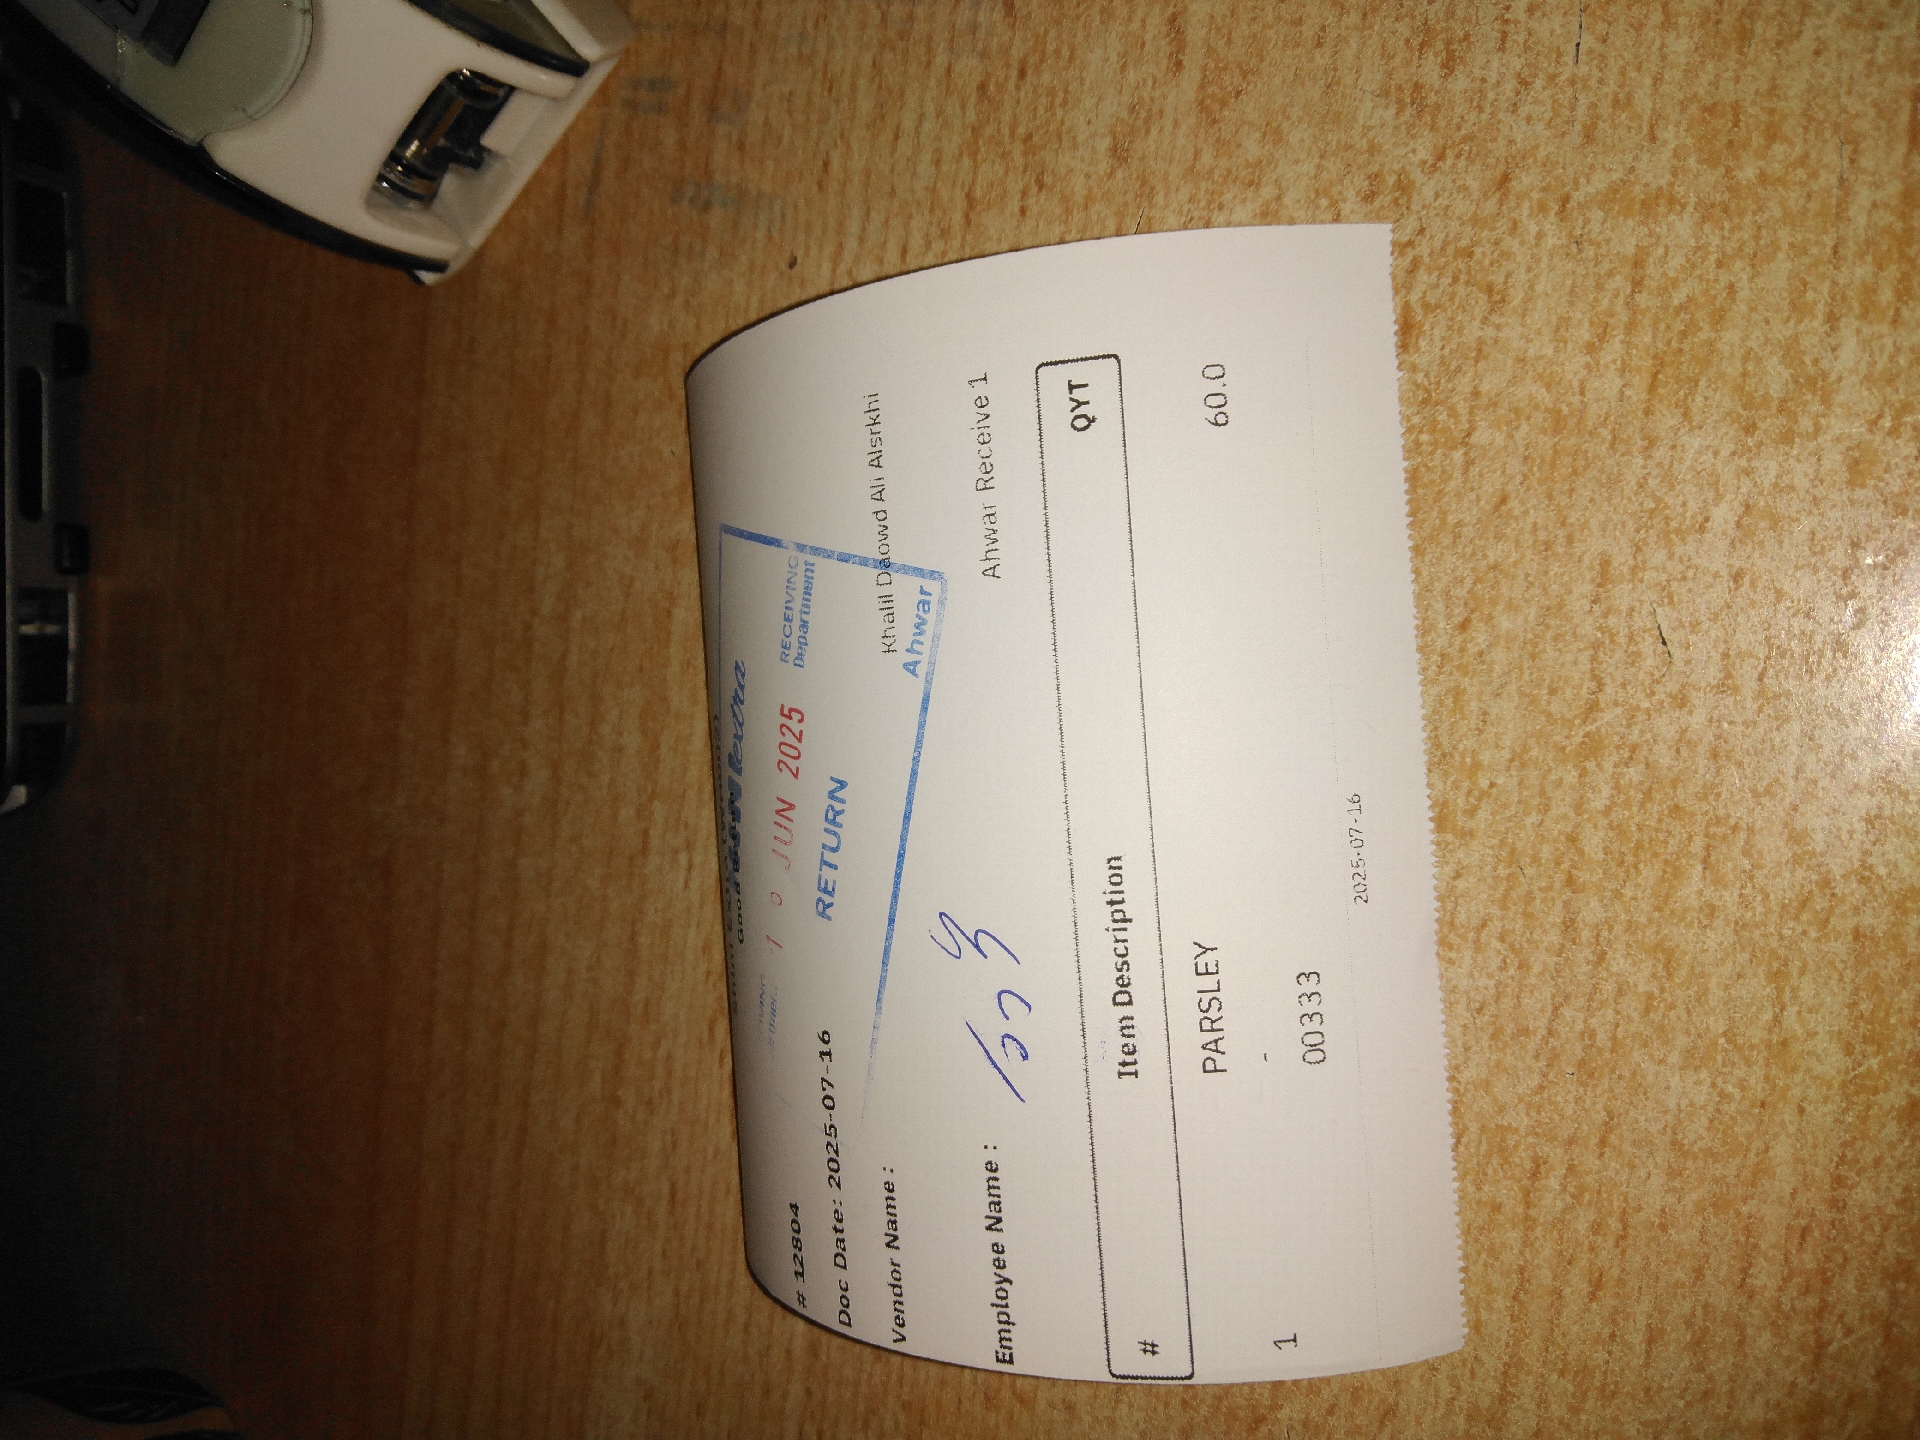 # 12804
Doc Date: 2025-07-16
JUN 2025
RECEIVING
Department
RETURN
Vendor Name :
Khalil Daowd Ali Alsrkhi
Ahwar
Employee Name :
Ahwar Receive 1
# Item Description QYT
PARSLEY 60.0
1 -
00333
2025-07-16